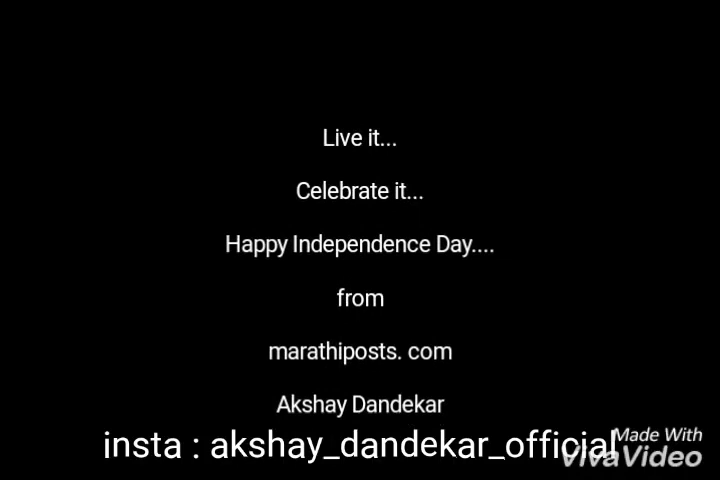 Live it...
Celebrate it...
Happy Independence Day....
from
marathiposts. com
Akshay Dandekar
insta : akshay_dandekar_official
Made With
VivaVideo